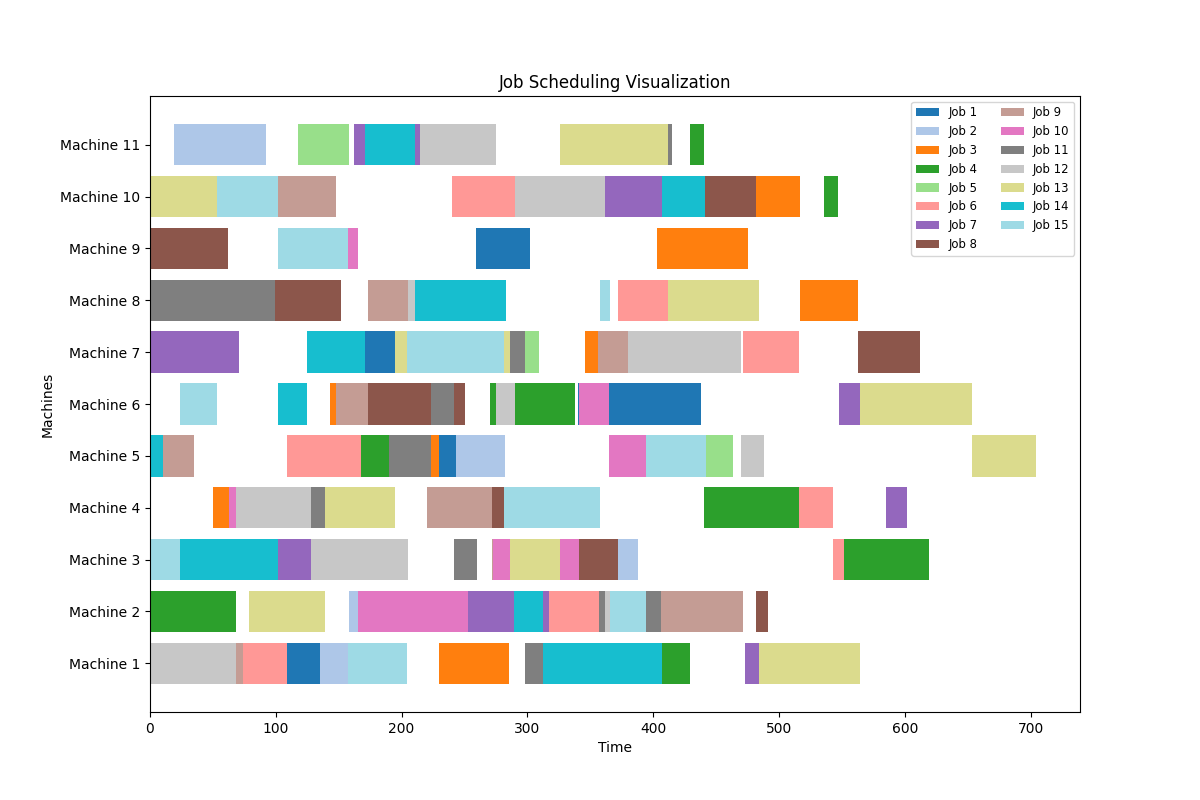 Job Scheduling Visualization
Machine 11
Machine 10
Machine 9
Machine 8
Machine 7
Machine 6
Machine 5
Machine 4
Machine 3
Machine 2
Machine 1
Machines
0 100 200 300 400 500 600 700
Time
Job 1
Job 2
Job 3
Job 4
Job 5
Job 6
Job 7
Job 8
Job 9
Job 10
Job 11
Job 12
Job 13
Job 14
Job 15